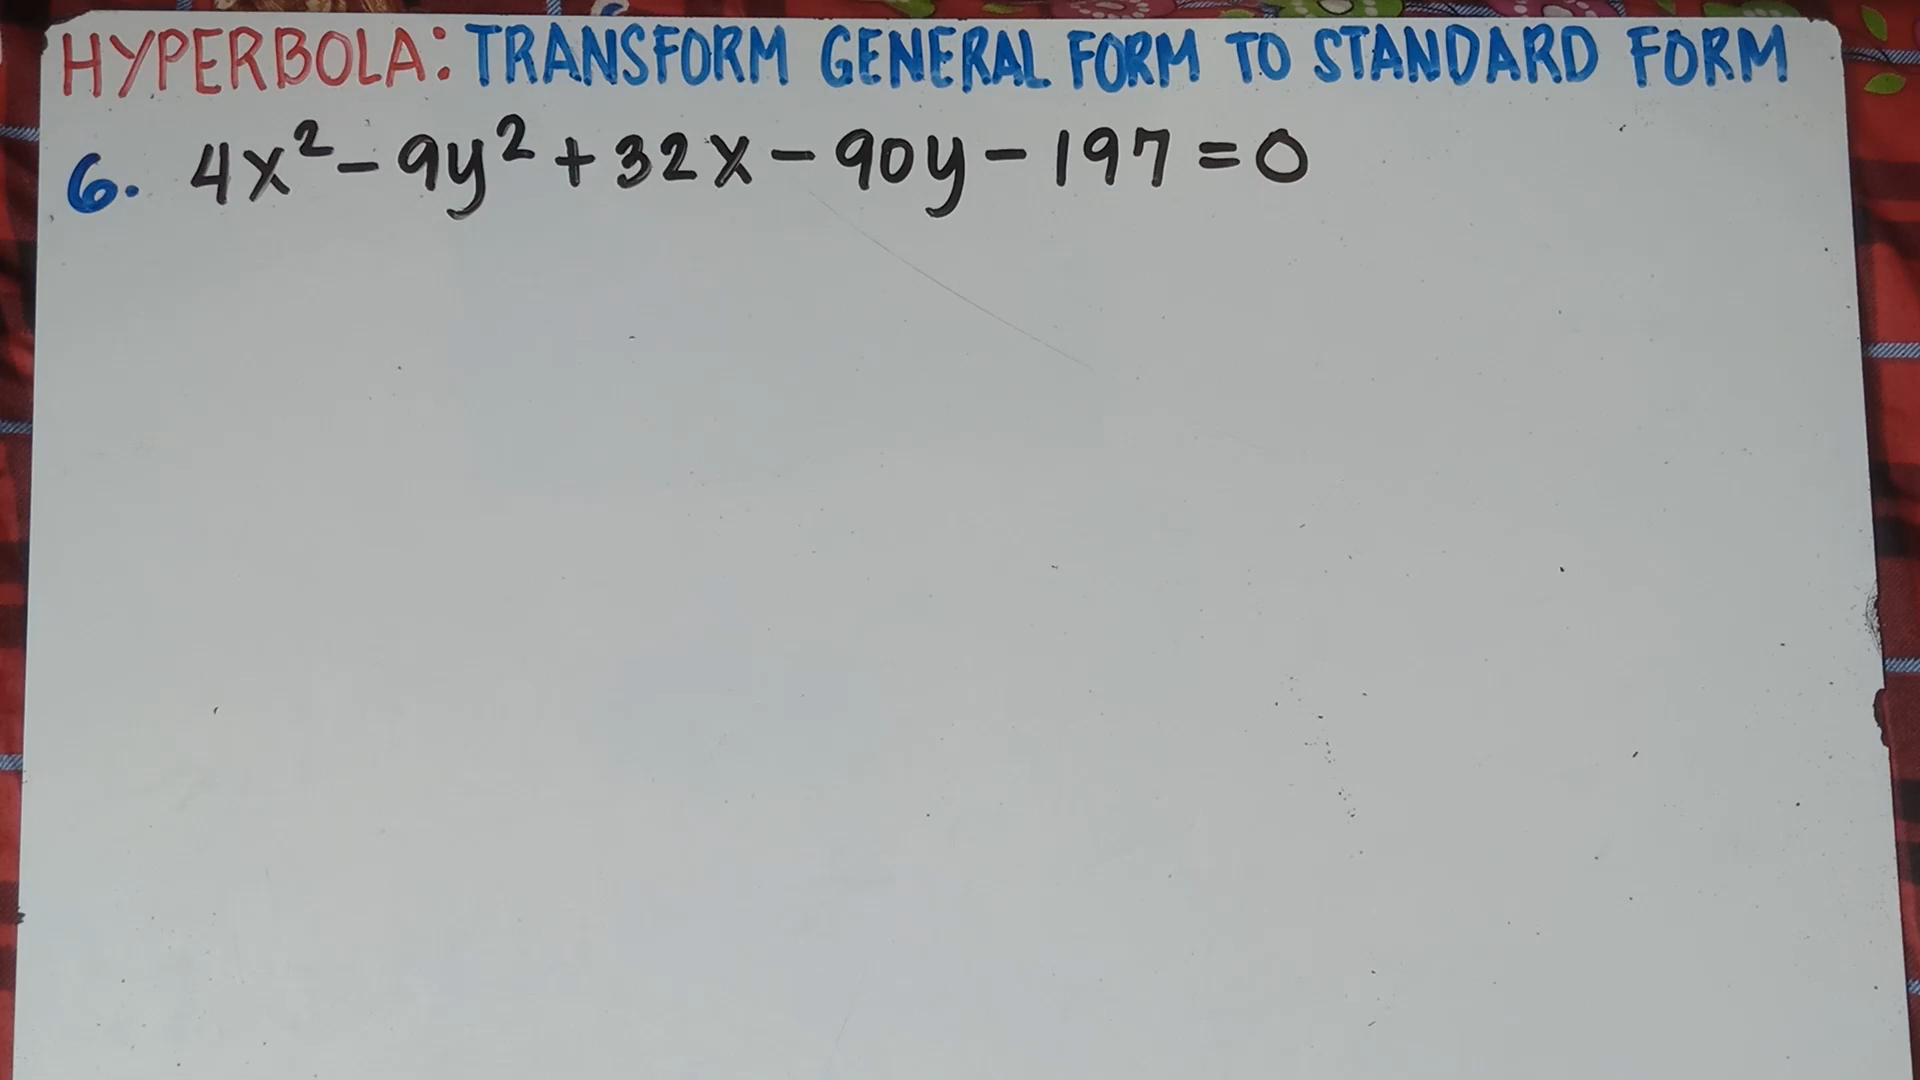 HYPERBOLA: TRANSFORM GENERAL FORM TO STANDARD FORM
6. 4x² - 9y² + 32x - 90y - 197 = 0